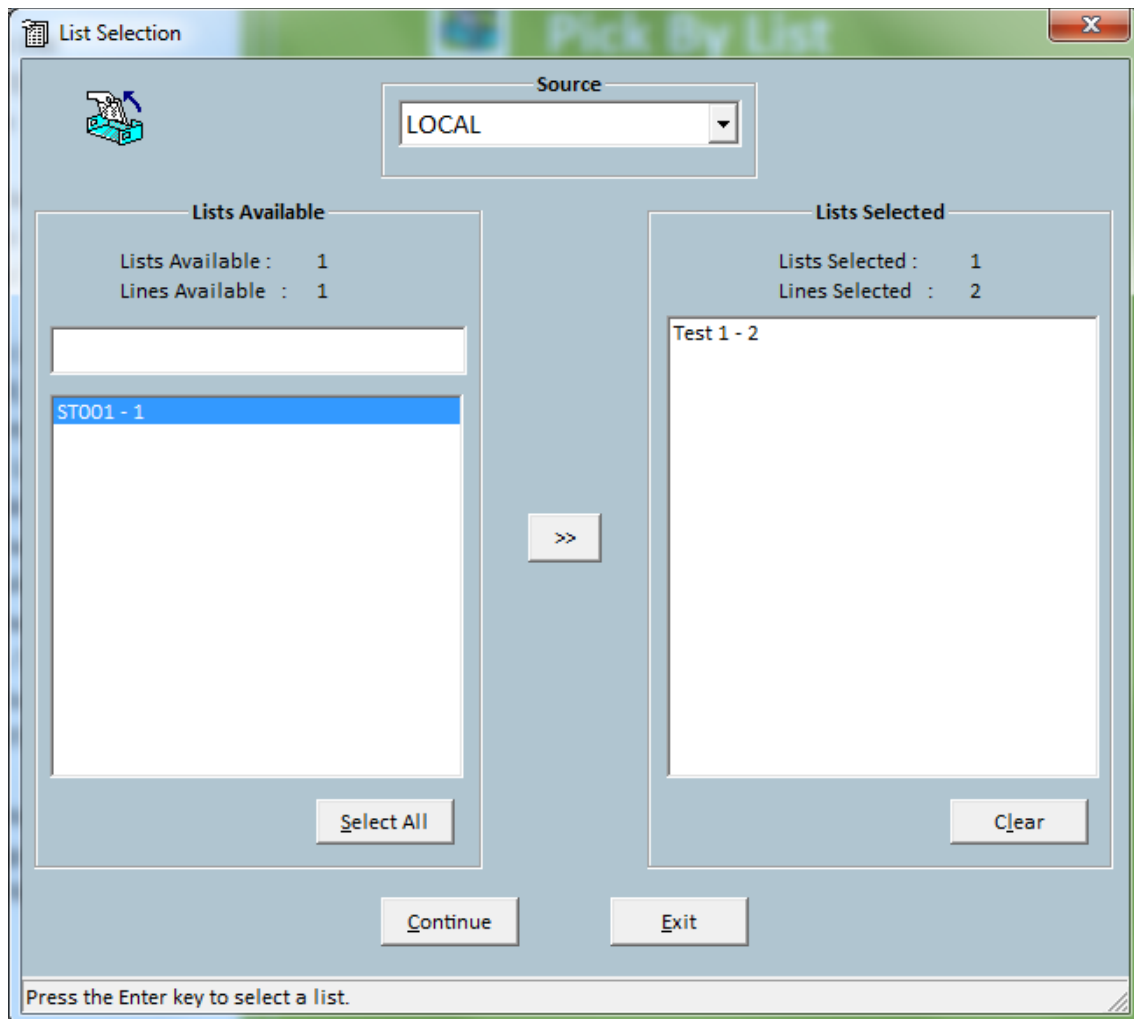 List Selection
Pick By List
Source
LOCAL
Lists Available
Lists Available : 1
Lines Available : 1
ST001 - 1
>>
Select All
Lists Selected
Lists Selected : 1
Lines Selected : 2
Test 1 - 2
Clear
Continue
Exit
Press the Enter key to select a list.